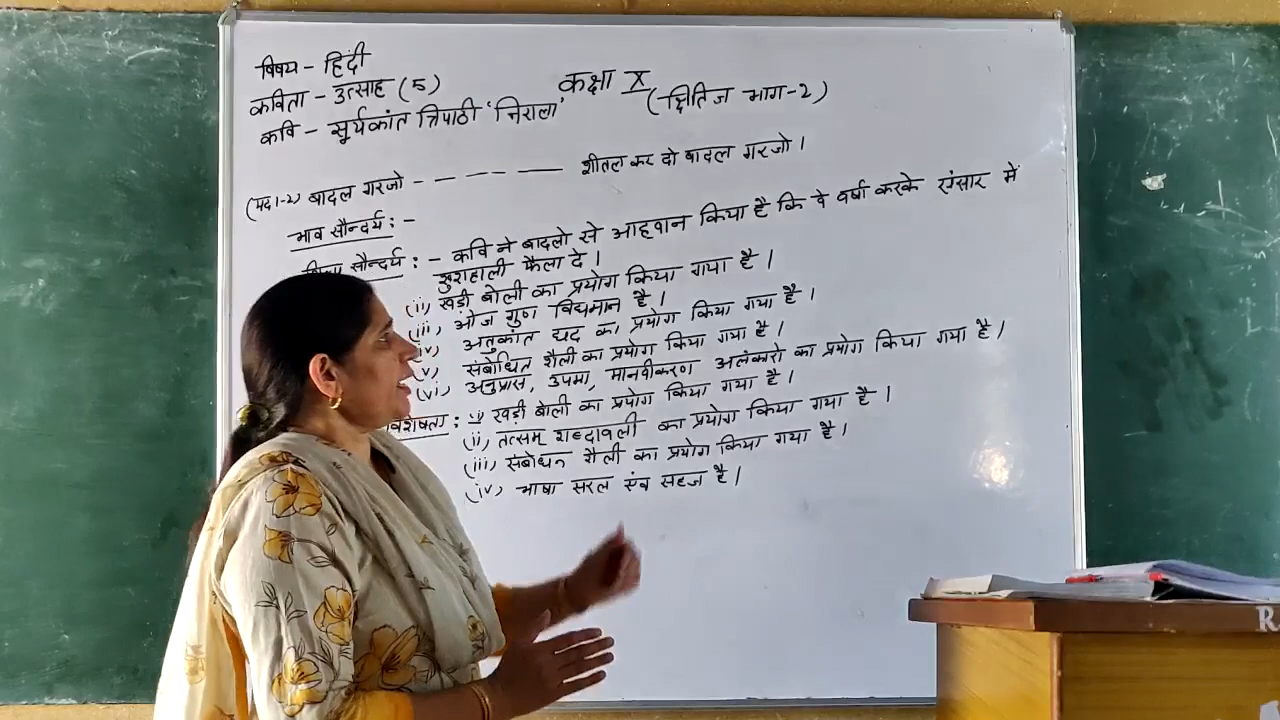 विषय - हिंदी
कविता - उत्साह (5)
कक्षा X
कवि - सूर्यकांत त्रिपाठी 'निराला'
(क्षितिज भाग-2)
(पद1-2) बादल गरजो - — — — शीतल कर दो बादल गरजो।
भाव सौन्दर्य : -
सौन्दर्य : - कवि ने बादलो से आह्वान किया है कि वे वर्षा करके संसार में
खुशहाली फैला दे।
(ii) खड़ी बोली का प्रयोग किया गया है।
(iii) ओज गुण विद्यमान है।
(iv) अतुकांत छंद का प्रयोग किया गया है।
(v) संबोधित शैली का प्रयोग किया गया है।
(vi) अनुप्रास, उपमा, मानवीकरण अलंकारो का प्रयोग किया गया है।
विशेषता : i) खड़ी बोली का प्रयोग किया गया है।
(ii) तत्सम् शब्दावली का प्रयोग किया गया है।
(iii) संबोधन शैली का प्रयोग किया गया है।
(iv) भाषा सरल एंव सहज है।
R